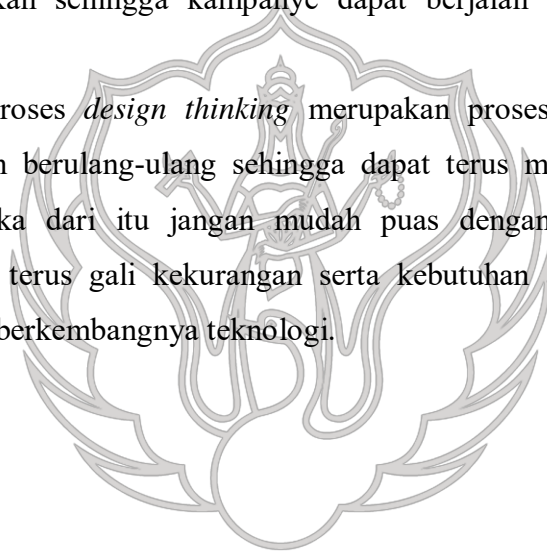 sehingga kampanye dapat berjalan
roses design thinking merupakan proses
berulang-ulang sehingga dapat terus m
ka dari itu jangan mudah puas dengan
terus gali kekurangan serta kebutuhan
berkembangnya teknologi.